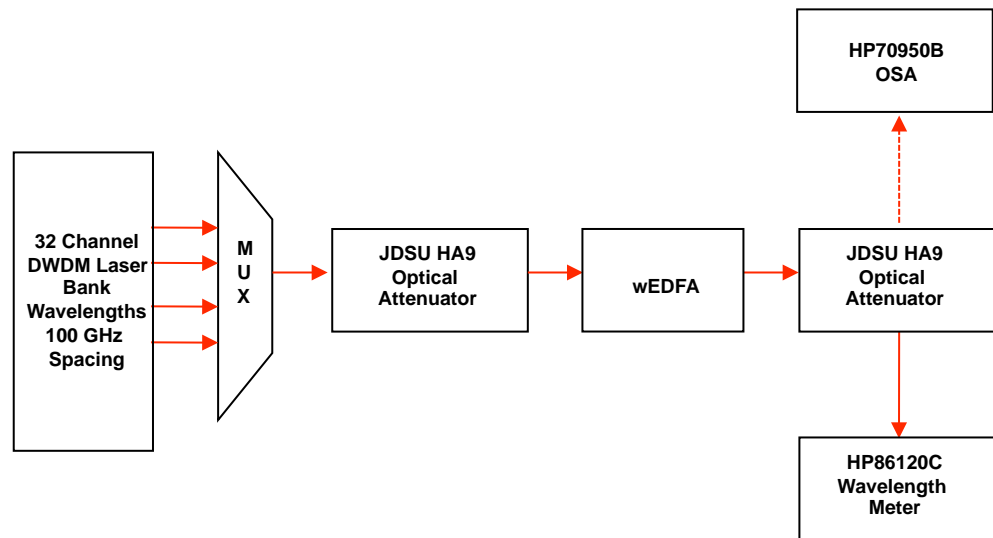 HP70950B
OSA
32 Channel
DWDM Laser
Bank
Wavelengths
100 GHz
Spacing
M
U
X
JDSU HA9
Optical
Attenuator
wEDFA
JDSU HA9
Optical
Attenuator
HP86120C
Wavelength
Meter